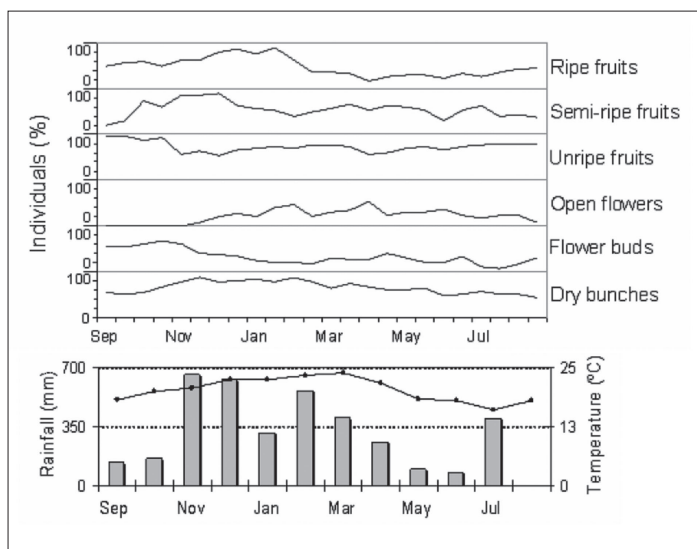 Individuals (%)
100
0
Ripe fruits
100
0
Semi-ripe fruits
100
0
Unripe fruits
100
0
Open flowers
100
0
Flower buds
100
0
Dry bunches
Sep Nov Jan Mar May Jul
Rainfall (mm)
700
350
0
25
13
0
Temperature (ºC)
Sep Nov Jan Mar May Jul